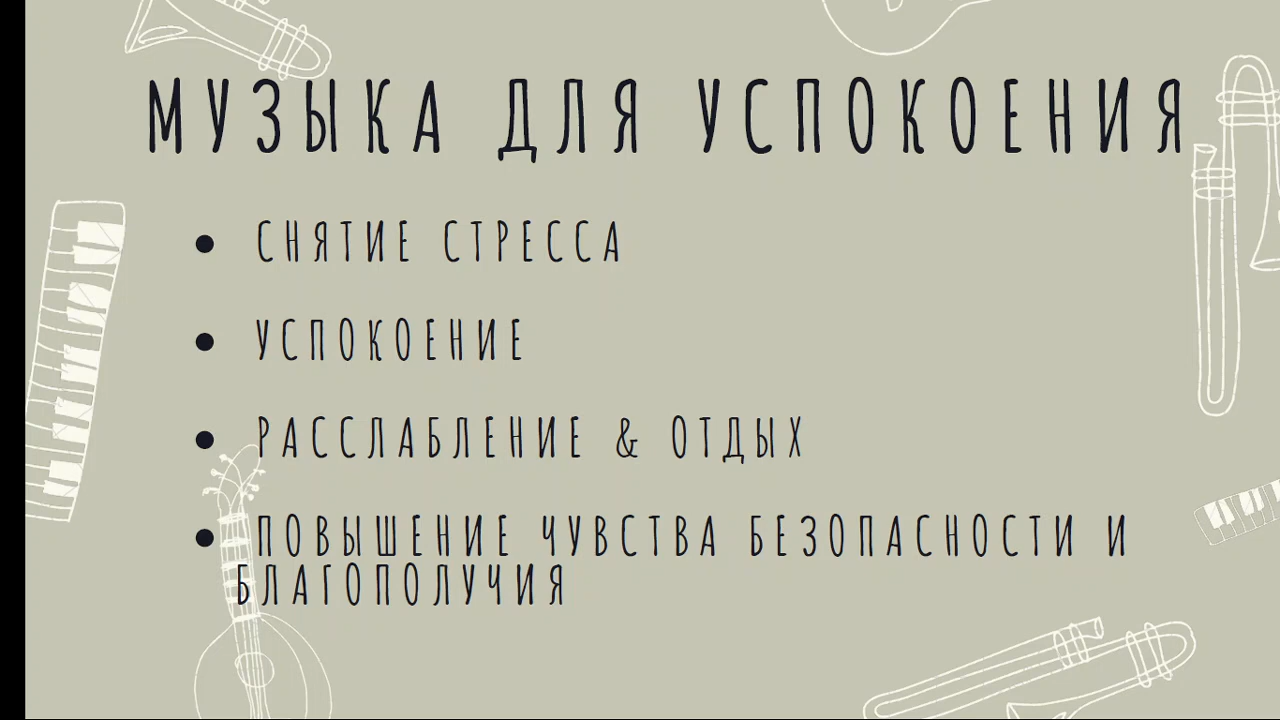 МУЗЫКА ДЛЯ УСПОКОЕНИЯ
• СНЯТИЕ СТРЕССА
• УСПОКОЕНИЕ
• РАССЛАБЛЕНИЕ & ОТДЫХ
• ПОВЫШЕНИЕ ЧУВСТВА БЕЗОПАСНОСТИ И
БЛАГОПОЛУЧИЯ